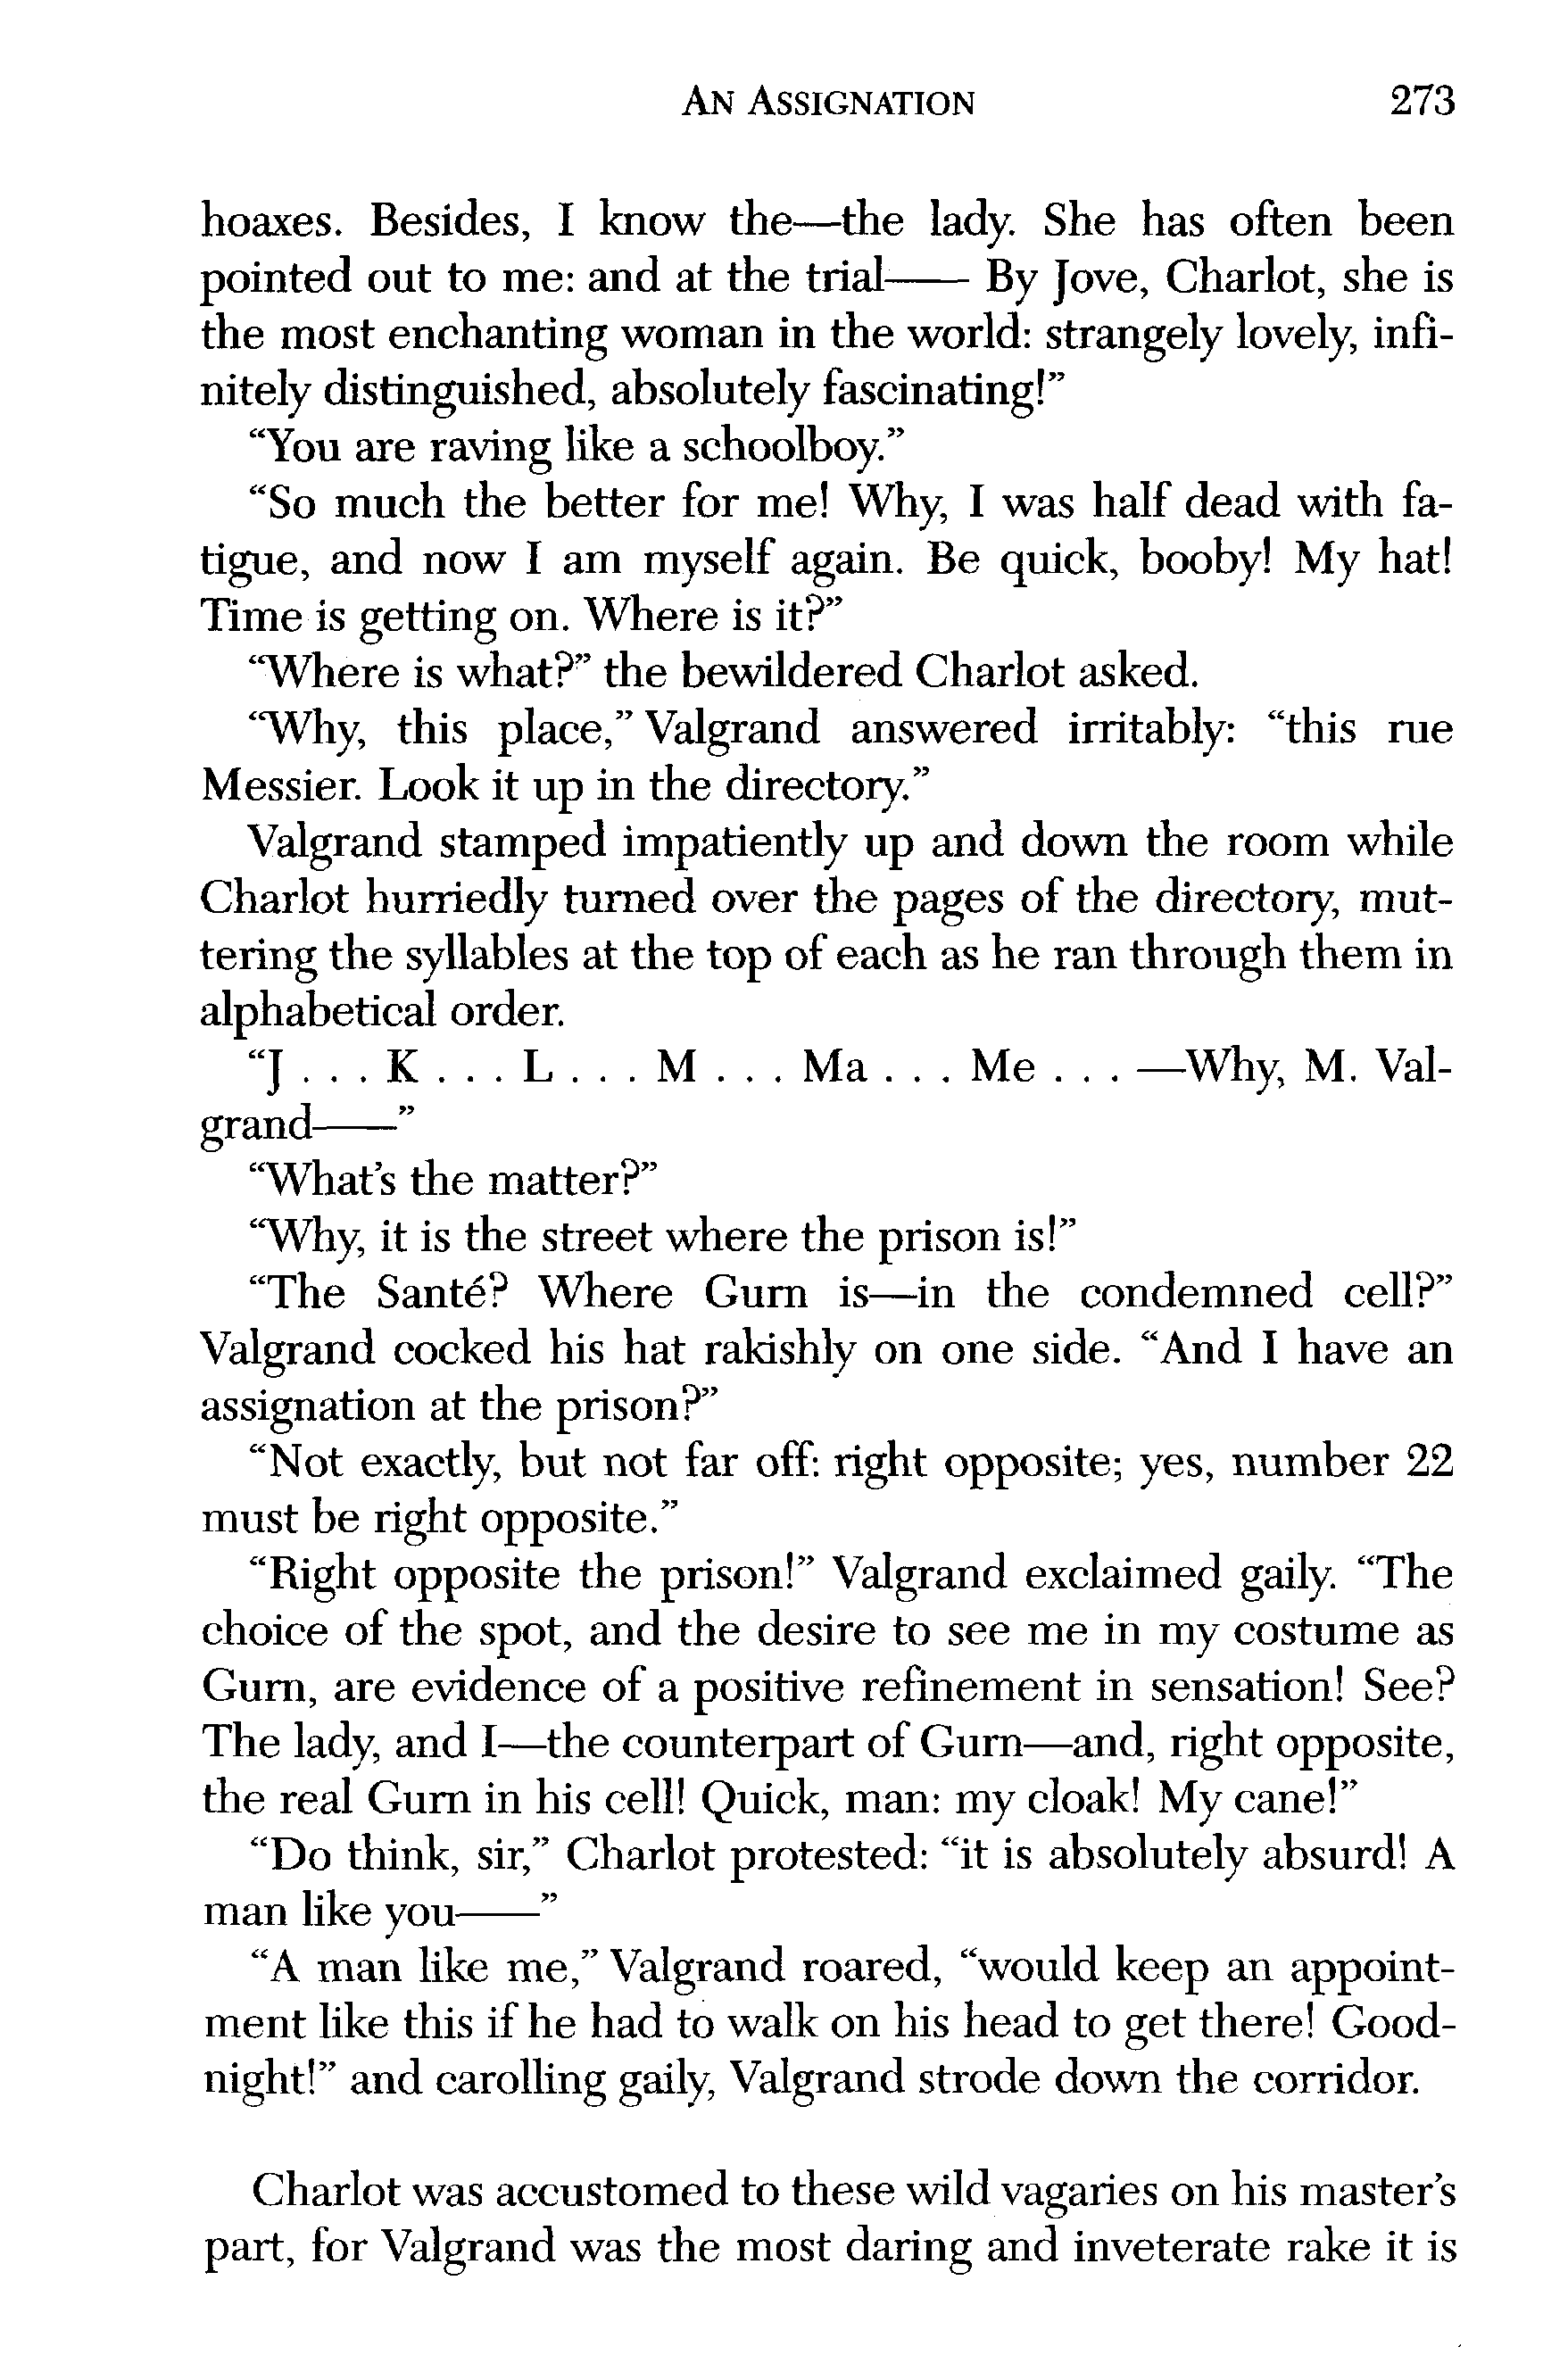 AN ASSIGNATION 273
hoaxes. Besides, I know the—the lady. She has often been
pointed out to me: and at the trial—— By Jove, Charlot, she is
the most enchanting woman in the world: strangely lovely, infi-
nitely distinguished, absolutely fascinating!”
“You are raving like a schoolboy.”
“So much the better for me! Why, I was half dead with fa-
tigue, and now I am myself again. Be quick, booby! My hat!
Time is getting on. Where is it?”
“Where is what?” the bewildered Charlot asked.
“Why, this place,” Valgrand answered irritably: “this rue
Messier. Look it up in the directory.”
Valgrand stamped impatiently up and down the room while
Charlot hurriedly turned over the pages of the directory, mut-
tering the syllables at the top of each as he ran through them in
alphabetical order.
“J . . . K . . . L . . . M . . . Ma . . . Me . . . —Why, M. Val-
grand——”
“What’s the matter?”
“Why, it is the street where the prison is!”
“The Santé? Where Gurn is—in the condemned cell?”
Valgrand cocked his hat rakishly on one side. “And I have an
assignation at the prison?”
“Not exactly, but not far off: right opposite; yes, number 22
must be right opposite.”
“Right opposite the prison!” Valgrand exclaimed gaily. “The
choice of the spot, and the desire to see me in my costume as
Gurn, are evidence of a positive refinement in sensation! See?
The lady, and I—the counterpart of Gurn—and, right opposite,
the real Gurn in his cell! Quick, man: my cloak! My cane!”
“Do think, sir,” Charlot protested: “it is absolutely absurd! A
man like you——”
“A man like me,” Valgrand roared, “would keep an appoint-
ment like this if he had to walk on his head to get there! Good-
night!” and carolling gaily, Valgrand strode down the corridor.
Charlot was accustomed to these wild vagaries on his master’s
part, for Valgrand was the most daring and inveterate rake it is